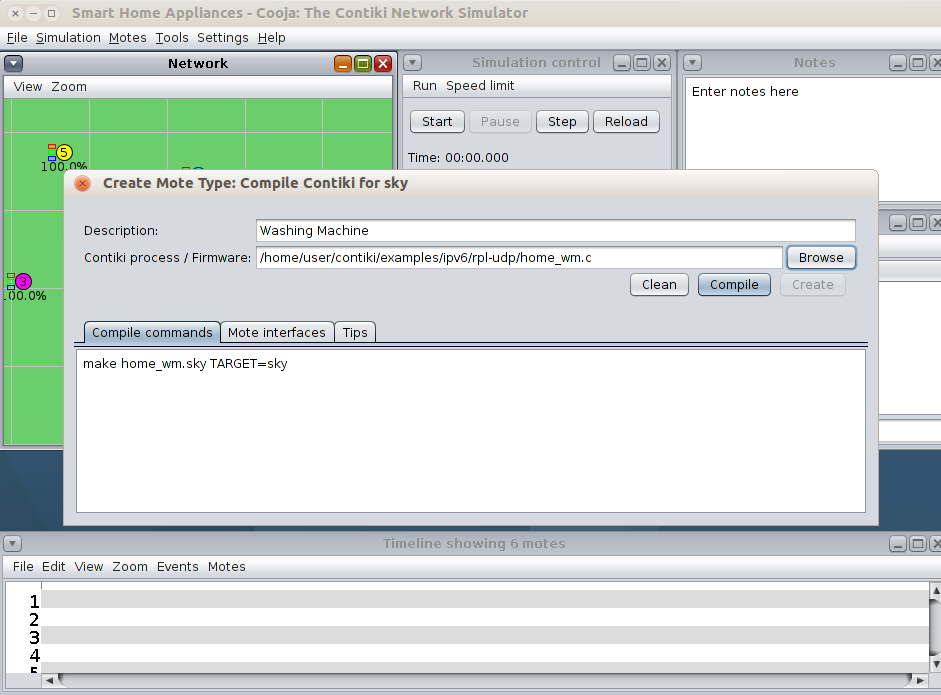 Smart Home Appliances - Cooja: The Contiki Network Simulator
File Simulation Motes Tools Settings Help
Network
View Zoom
5
100.0%
3
.00.0%
Simulation control
Run Speed limit
Start Pause Step Reload
Time: 00:00.000
Notes
Enter notes here
Create Mote Type: Compile Contiki for sky
Description: Washing Machine
Contiki process / Firmware: /home/user/contiki/examples/ipv6/rpl-udp/home_wm.c Browse
Clean Compile Create
Compile commands Mote interfaces Tips
make home_wm.sky TARGET=sky
Timeline showing 6 motes
File Edit View Zoom Events Motes
1
2
3
4
5